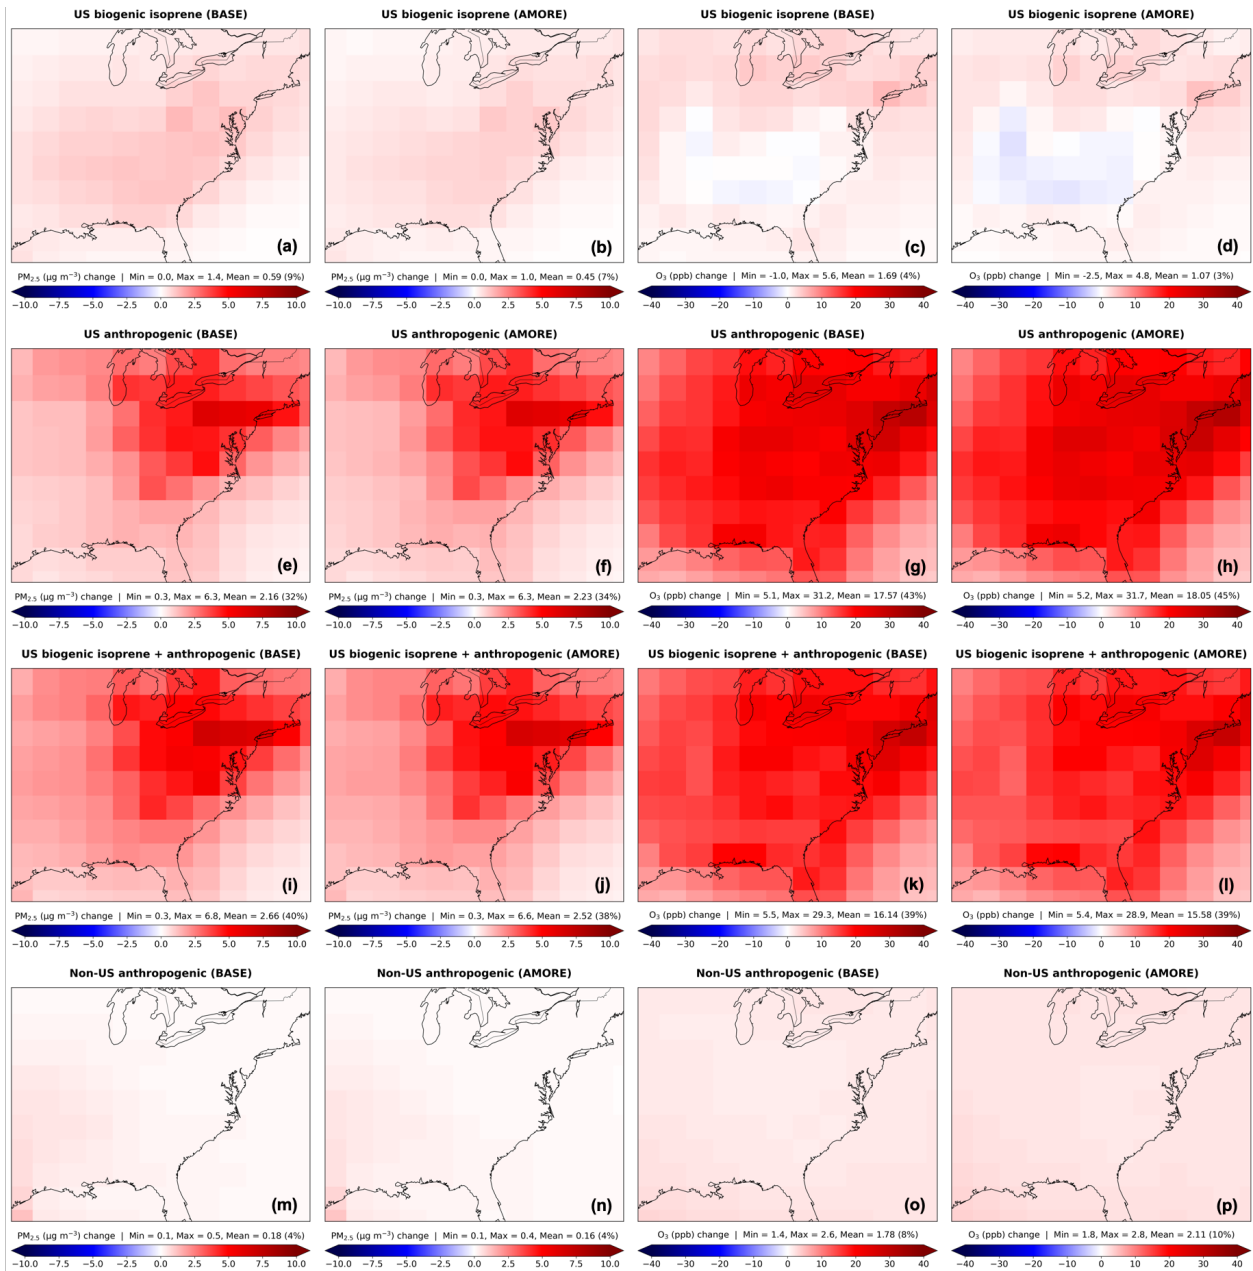 US biogenic isoprene (BASE) US biogenic isoprene (AMORE) US biogenic isoprene (BASE) US biogenic isoprene (AMORE)
(a) (b) (c) (d)
PM2.5 (µg m−3) change | Min = 0.0, Max = 1.4, Mean = 0.59 (9%) PM2.5 (µg m−3) change | Min = 0.0, Max = 1.0, Mean = 0.45 (7%) O3 (ppb) change | Min = -1.0, Max = 5.6, Mean = 1.69 (4%) O3 (ppb) change | Min = -2.5, Max = 4.8, Mean = 1.07 (3%)
−10.0 −7.5 −5.0 −2.5 0.0 2.5 5.0 7.5 10.0 −10.0 −7.5 −5.0 −2.5 0.0 2.5 5.0 7.5 10.0 −40 −30 −20 −10 0 10 20 30 40 −40 −30 −20 −10 0 10 20 30 40
US anthropogenic (BASE) US anthropogenic (AMORE) US anthropogenic (BASE) US anthropogenic (AMORE)
(e) (f) (g) (h)
PM2.5 (µg m−3) change | Min = 0.3, Max = 6.3, Mean = 2.16 (32%) PM2.5 (µg m−3) change | Min = 0.3, Max = 6.3, Mean = 2.23 (34%) O3 (ppb) change | Min = 5.1, Max = 31.2, Mean = 17.57 (43%) O3 (ppb) change | Min = 5.2, Max = 31.7, Mean = 18.05 (45%)
−10.0 −7.5 −5.0 −2.5 0.0 2.5 5.0 7.5 10.0 −10.0 −7.5 −5.0 −2.5 0.0 2.5 5.0 7.5 10.0 −40 −30 −20 −10 0 10 20 30 40 −40 −30 −20 −10 0 10 20 30 40
US biogenic isoprene + anthropogenic (BASE) US biogenic isoprene + anthropogenic (AMORE) US biogenic isoprene + anthropogenic (BASE) US biogenic isoprene + anthropogenic (AMORE)
(i) (j) (k) (l)
PM2.5 (µg m−3) change | Min = 0.3, Max = 6.8, Mean = 2.66 (40%) PM2.5 (µg m−3) change | Min = 0.3, Max = 6.6, Mean = 2.52 (38%) O3 (ppb) change | Min = 5.5, Max = 29.3, Mean = 16.14 (39%) O3 (ppb) change | Min = 5.4, Max = 28.9, Mean = 15.58 (39%)
−10.0 −7.5 −5.0 −2.5 0.0 2.5 5.0 7.5 10.0 −10.0 −7.5 −5.0 −2.5 0.0 2.5 5.0 7.5 10.0 −40 −30 −20 −10 0 10 20 30 40 −40 −30 −20 −10 0 10 20 30 40
Non-US anthropogenic (BASE) Non-US anthropogenic (AMORE) Non-US anthropogenic (BASE) Non-US anthropogenic (AMORE)
(m) (n) (o) (p)
PM2.5 (µg m−3) change | Min = 0.1, Max = 0.5, Mean = 0.18 (4%) PM2.5 (µg m−3) change | Min = 0.1, Max = 0.4, Mean = 0.16 (4%) O3 (ppb) change | Min = 1.4, Max = 2.6, Mean = 1.78 (8%) O3 (ppb) change | Min = 1.8, Max = 2.8, Mean = 2.11 (10%)
−10.0 −7.5 −5.0 −2.5 0.0 2.5 5.0 7.5 10.0 −10.0 −7.5 −5.0 −2.5 0.0 2.5 5.0 7.5 10.0 −40 −30 −20 −10 0 10 20 30 40 −40 −30 −20 −10 0 10 20 30 40